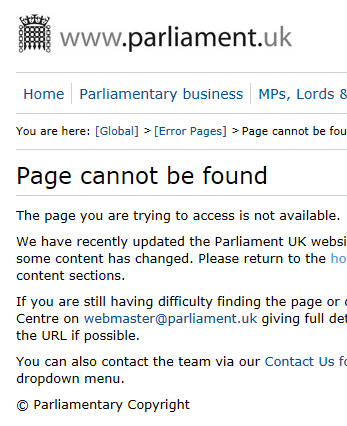 www.parliament.uk
Home Parliamentary business MPs, Lords &
You are here: [Global] > [Error Pages] > Page cannot be fou
Page cannot be found
The page you are trying to access is not available.
We have recently updated the Parliament UK websi
some content has changed. Please return to the ho
content sections.
If you are still having difficulty finding the page or
Centre on webmaster@parliament.uk giving full det
the URL if possible.
You can also contact the team via our Contact Us fo
dropdown menu.
© Parliamentary Copyright